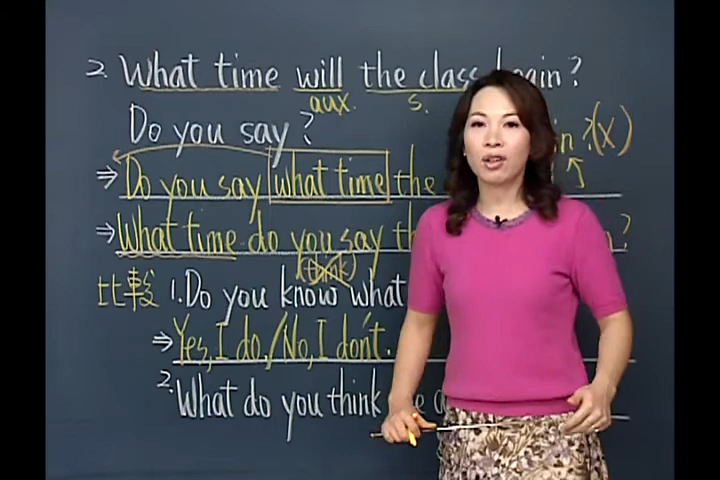 2. What time will the class begin?
aux. s.
Do you say?
in ?(X)
⇒ Do you say what time the
⇒ What time do you say th n?
(think)
比較 1. Do you know what
⇒ Yes, I do./No, I don't.
2. What do you think